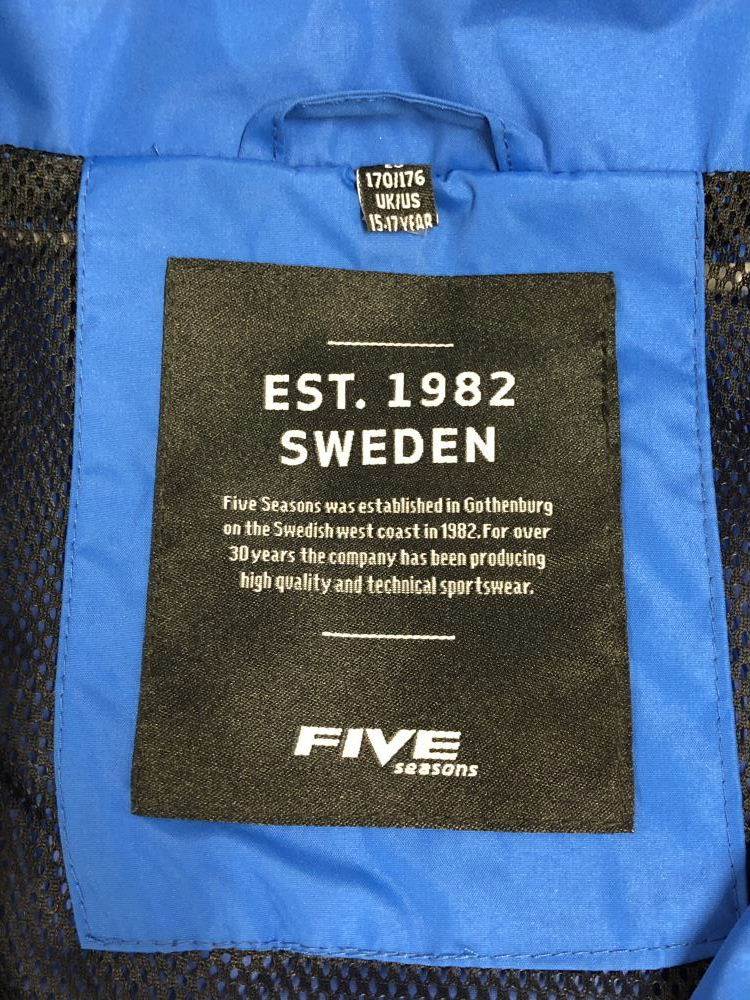 170/176
UK/US
15-17 YEAR
EST. 1982
SWEDEN
Five Seasons was established in Gothenburg
on the Swedish west coast in 1982. For over
30 years the company has been producing
high quality and technical sportswear.
FIVE
seasons